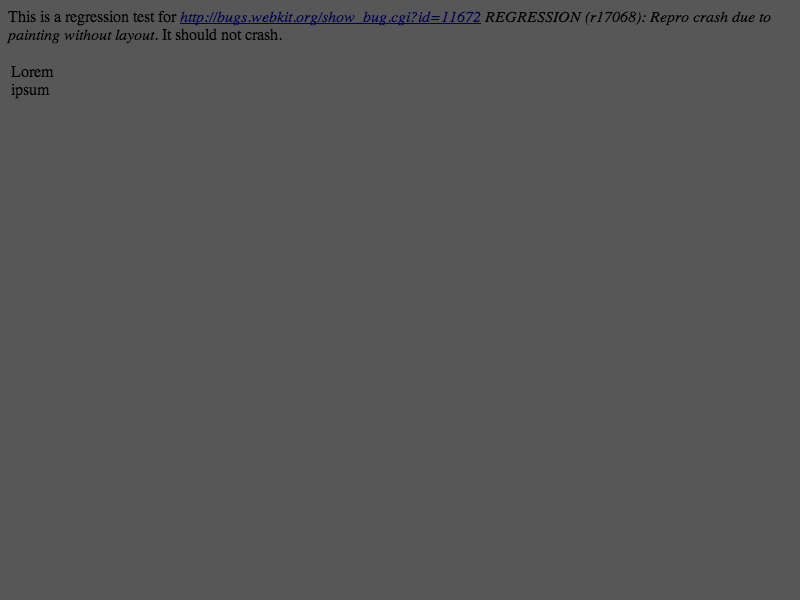 This is a regression test for http://bugs.webkit.org/show_bug.cgi?id=11672 REGRESSION (r17068): Repro crash due to
painting without layout. It should not crash.
Lorem
ipsum